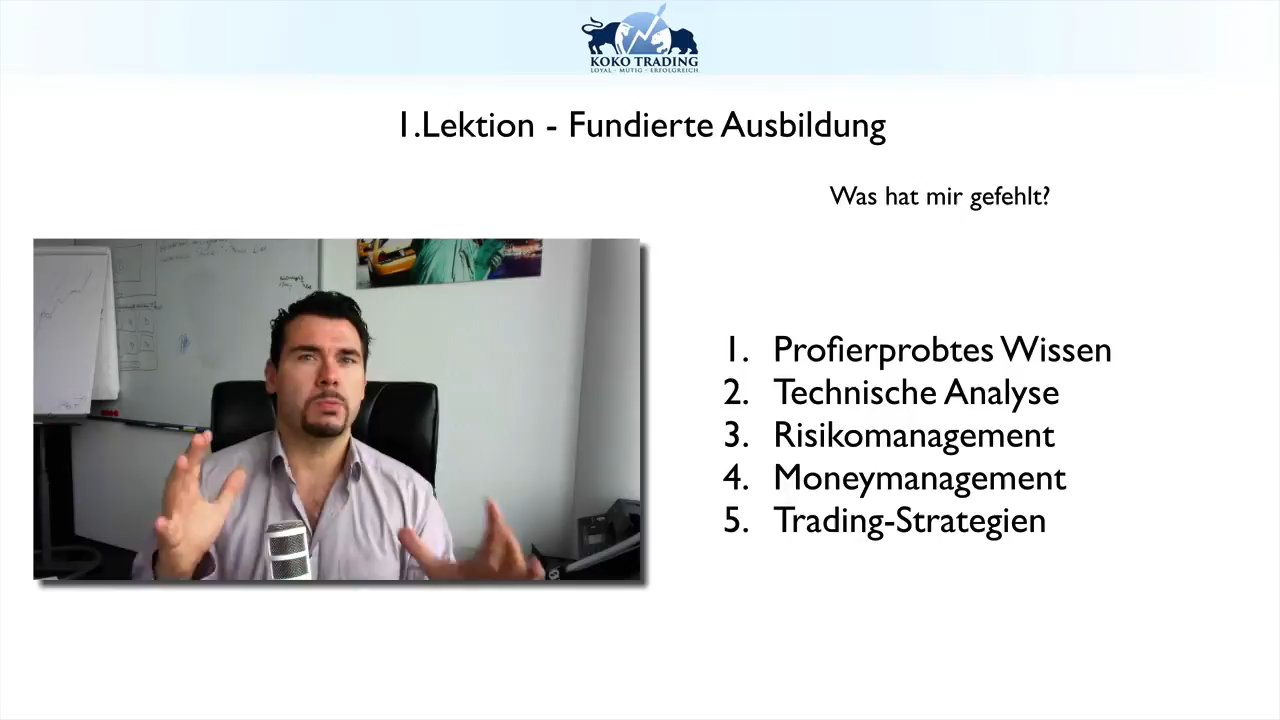 KOKO TRADING
LOYAL - MUTIG - ERFOLGREICH
1.Lektion - Fundierte Ausbildung
Was hat mir gefehlt?
1. Profierprobtes Wissen
2. Technische Analyse
3. Risikomanagement
4. Moneymanagement
5. Trading-Strategien